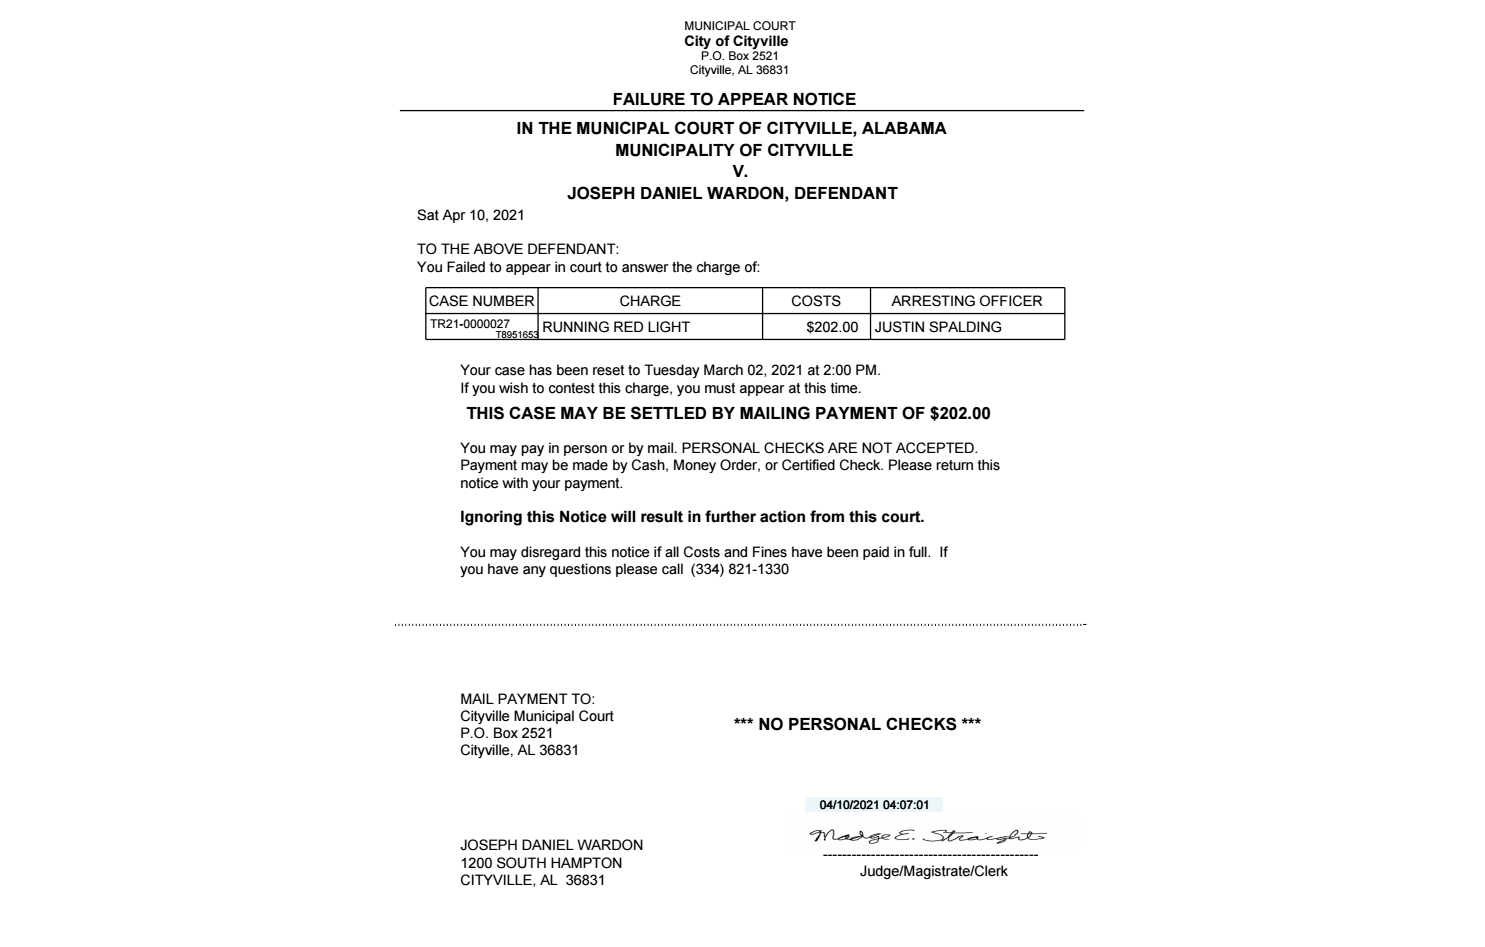 MUNICIPAL COURT
City of Cityville
P.O. Box 2521
Cityville, AL 36831
FAILURE TO APPEAR NOTICE
IN THE MUNICIPAL COURT OF CITYVILLE, ALABAMA
MUNICIPALITY OF CITYVILLE
V.
JOSEPH DANIEL WARDON, DEFENDANT
Sat Apr 10, 2021
TO THE ABOVE DEFENDANT:
You Failed to appear in court to answer the charge of:
CASE NUMBER CHARGE COSTS ARRESTING OFFICER
TR21-0000027 RUNNING RED LIGHT $202.00 JUSTIN SPALDING
T8951653
Your case has been reset to Tuesday March 02, 2021 at 2:00 PM.
If you wish to contest this charge, you must appear at this time.
THIS CASE MAY BE SETTLED BY MAILING PAYMENT OF $202.00
You may pay in person or by mail. PERSONAL CHECKS ARE NOT ACCEPTED.
Payment may be made by Cash, Money Order, or Certified Check. Please return this
notice with your payment.
Ignoring this Notice will result in further action from this court.
You may disregard this notice if all Costs and Fines have been paid in full. If
you have any questions please call (334) 821-1330
MAIL PAYMENT TO:
Cityville Municipal Court
P.O. Box 2521
Cityville, AL 36831
*** NO PERSONAL CHECKS ***
04/10/2021 04:07:01
Madge E. Straight
Judge/Magistrate/Clerk
JOSEPH DANIEL WARDON
1200 SOUTH HAMPTON
CITYVILLE, AL 36831